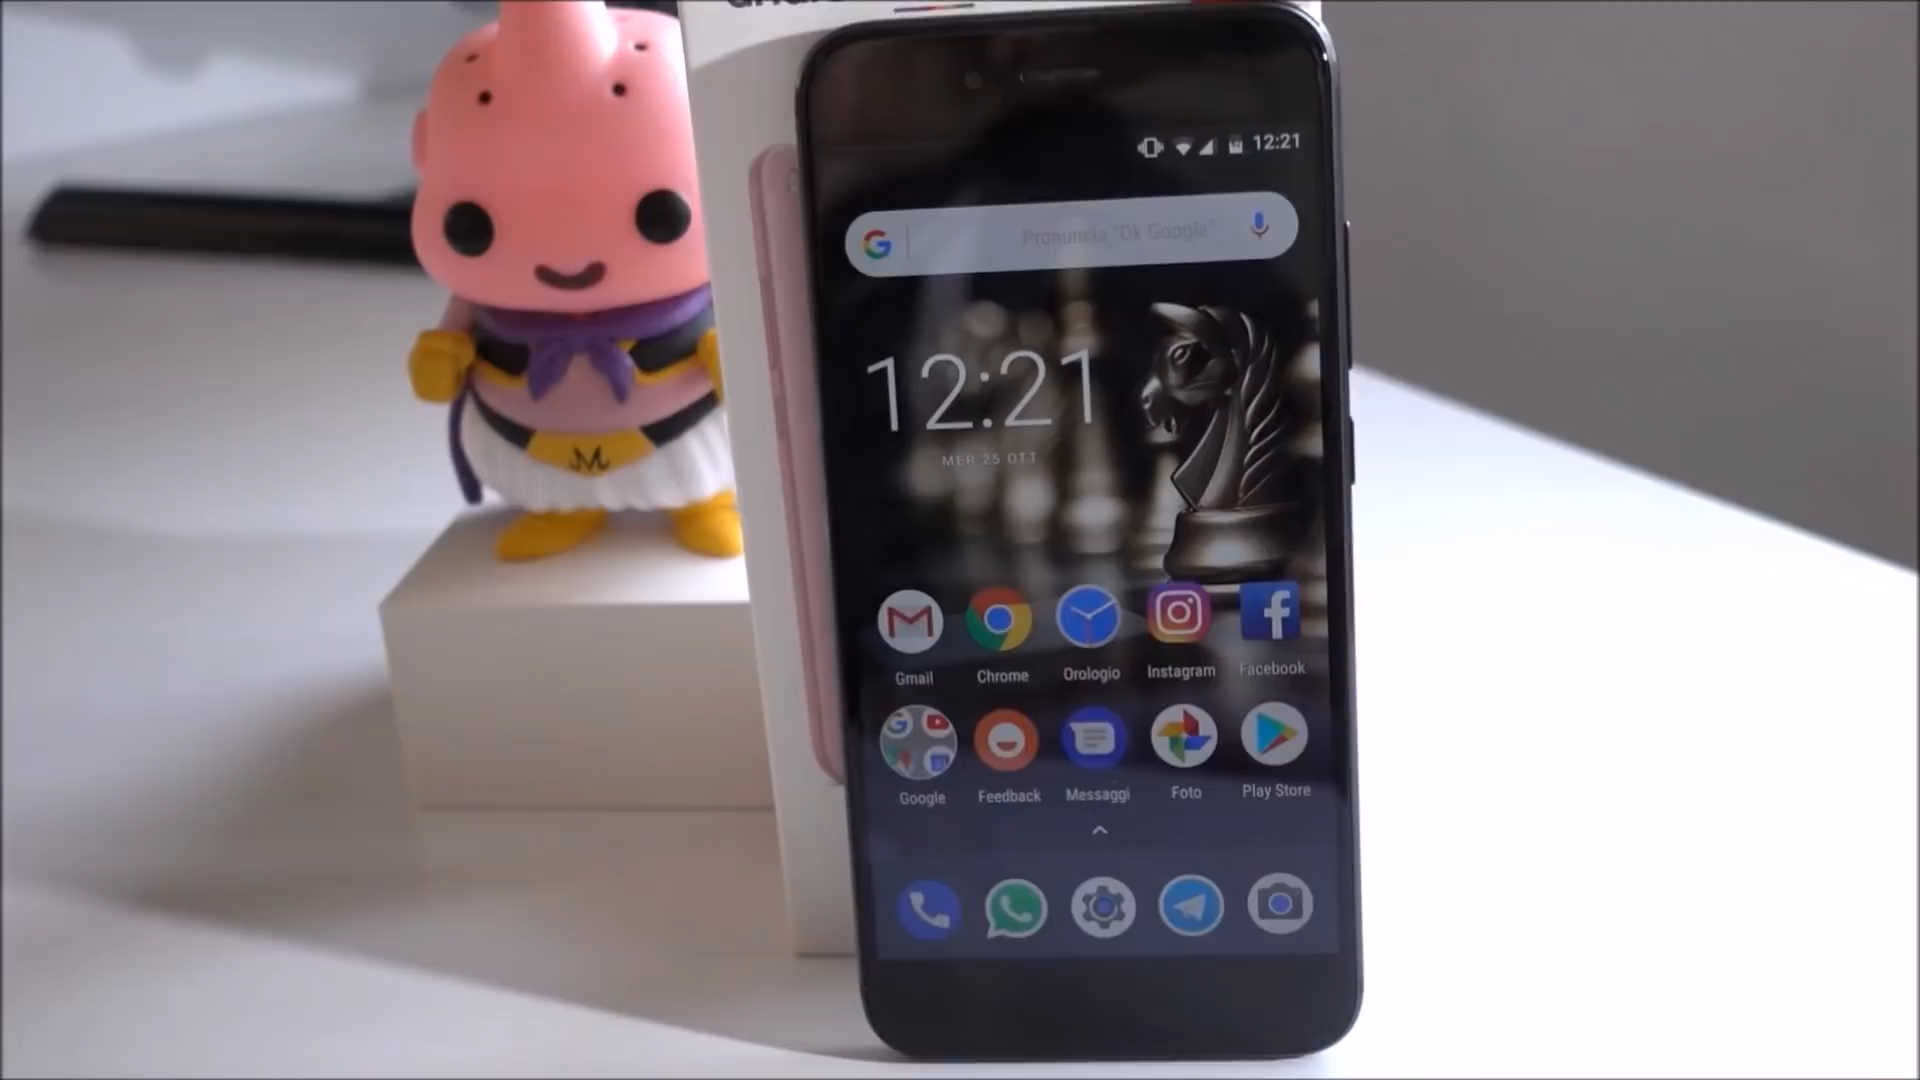 12:21
Pronuncia "Ok Google"
12:21
MER 25 OTT
Gmail
Chrome
Orologio
Instagram
Facebook
Google
Feedback
Messaggi
Foto
Play Store
M